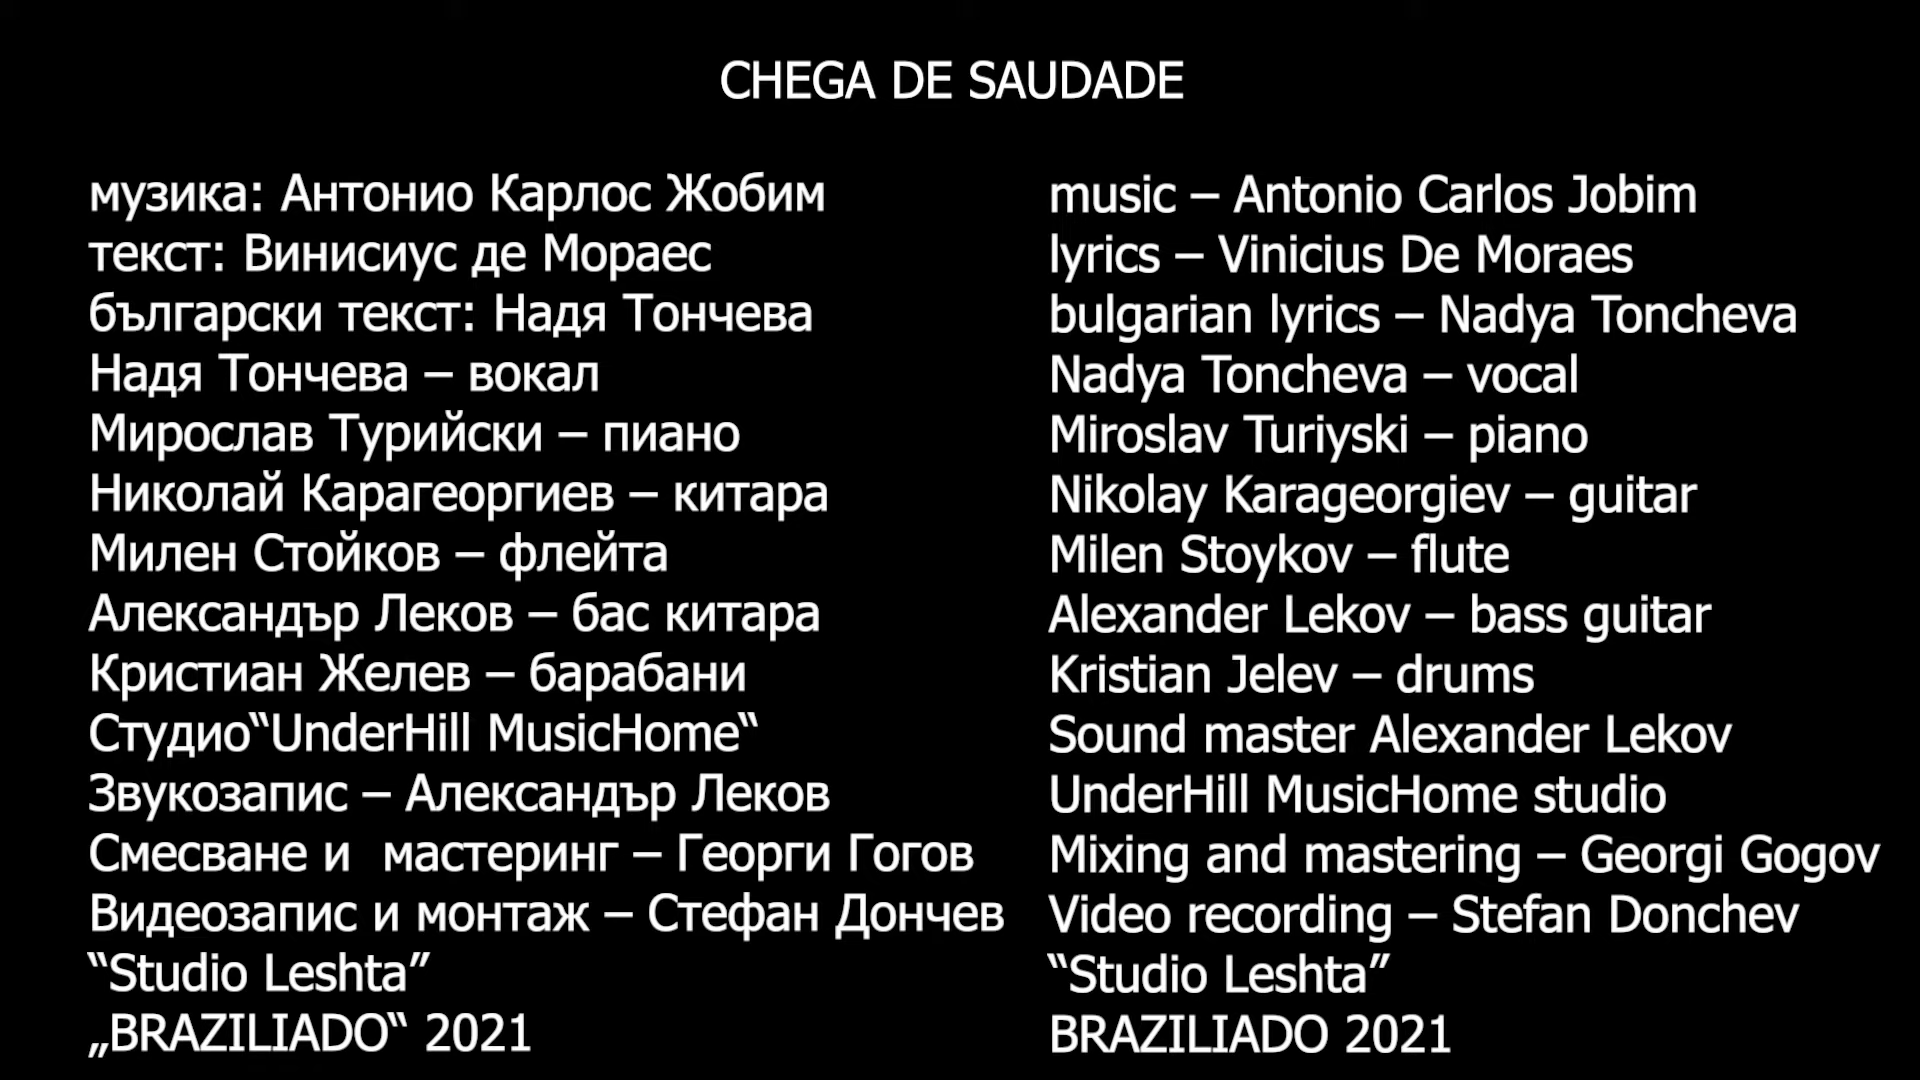 CHEGA DE SAUDADE
музика: Антонио Карлос Жобим
текст: Винисиус де Мораес
български текст: Надя Тончева
Надя Тончева – вокал
Мирослав Турийски – пиано
Николай Карагеоргиев – китара
Милен Стойков – флейта
Александър Леков – бас китара
Кристиан Желев – барабани
Студио“UnderHill MusicHome“
Звукозапис – Александър Леков
Смесване и  мастеринг – Георги Гогов
Видеозапис и монтаж – Стефан Дончев
“Studio Leshta”
„BRAZILIADO“ 2021
music – Antonio Carlos Jobim
lyrics – Vinicius De Moraes
bulgarian lyrics – Nadya Toncheva
Nadya Toncheva – vocal
Miroslav Turiyski – piano
Nikolay Karageorgiev – guitar
Milen Stoykov – flute
Alexander Lekov – bass guitar
Kristian Jelev – drums
Sound master Alexander Lekov
UnderHill MusicHome studio
Mixing and mastering – Georgi Gogov
Video recording – Stefan Donchev
“Studio Leshta”
BRAZILIADO 2021